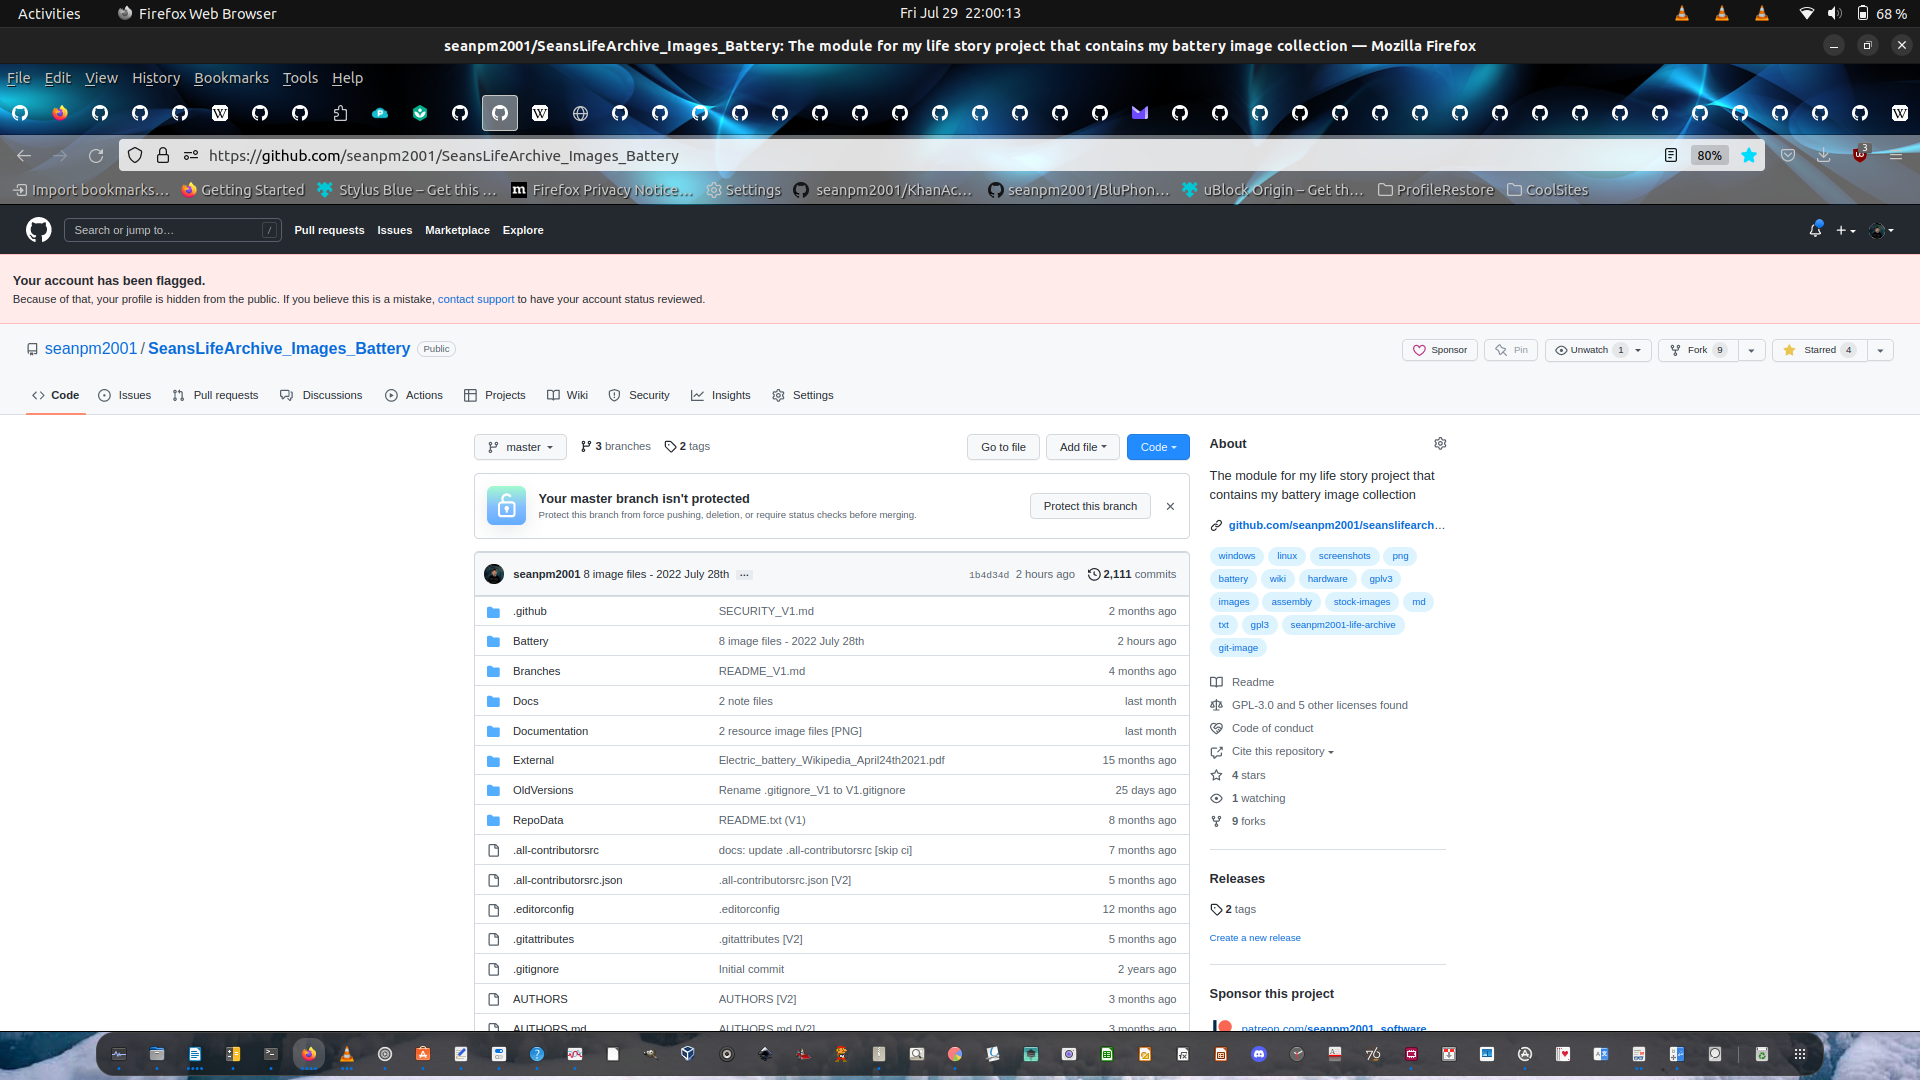 Activities
Firefox Web Browser
Fri Jul 29  22:00:13
68 %
seanpm2001/SeansLifeArchive_Images_Battery: The module for my life story project that contains my battery image collection — Mozilla Firefox
File Edit View History Bookmarks Tools Help
https://github.com/seanpm2001/SeansLifeArchive_Images_Battery
80%
3
Import bookmarks…
Getting Started
Stylus Blue – Get this …
Firefox Privacy Notice…
Settings
seanpm2001/KhanAc…
seanpm2001/BluPhon…
uBlock Origin – Get th…
ProfileRestore
CoolSites
Search or jump to…
/
Pull requests
Issues
Marketplace
Explore
Your account has been flagged.
Because of that, your profile is hidden from the public. If you believe this is a mistake, contact support to have your account status reviewed.
seanpm2001 / SeansLifeArchive_Images_Battery
Public
Sponsor
Pin
Unwatch 1
Fork 9
Starred 4
Code
Issues
Pull requests
Discussions
Actions
Projects
Wiki
Security
Insights
Settings
master
3 branches
2 tags
Go to file
Add file
Code
Your master branch isn't protected
Protect this branch from force pushing, deletion, or require status checks before merging.
Protect this branch
seanpm2001 8 image files - 2022 July 28th …
1b4d34d 2 hours ago
2,111 commits
.github SECURITY_V1.md 2 months ago
Battery 8 image files - 2022 July 28th 2 hours ago
Branches README_V1.md 4 months ago
Docs 2 note files last month
Documentation 2 resource image files [PNG] last month
External Electric_battery_Wikipedia_April24th2021.pdf 15 months ago
OldVersions Rename .gitignore_V1 to V1.gitignore 25 days ago
RepoData README.txt (V1) 8 months ago
.all-contributorsrc docs: update .all-contributorsrc [skip ci] 7 months ago
.all-contributorsrc.json .all-contributorsrc.json [V2] 5 months ago
.editorconfig .editorconfig 12 months ago
.gitattributes .gitattributes [V2] 5 months ago
.gitignore Initial commit 2 years ago
AUTHORS AUTHORS [V2] 3 months ago
AUTHORS.md AUTHORS.md [V2] 3 months ago
About
The module for my life story project that
contains my battery image collection
github.com/seanpm2001/seanslifearch…
windows linux screenshots png
battery wiki hardware gplv3
images assembly stock-images md
txt gpl3 seanpm2001-life-archive
git-image
Readme
GPL-3.0 and 5 other licenses found
Code of conduct
Cite this repository
4 stars
1 watching
9 forks
Releases
2 tags
Create a new release
Sponsor this project
patreon.com/seanpm2001_software